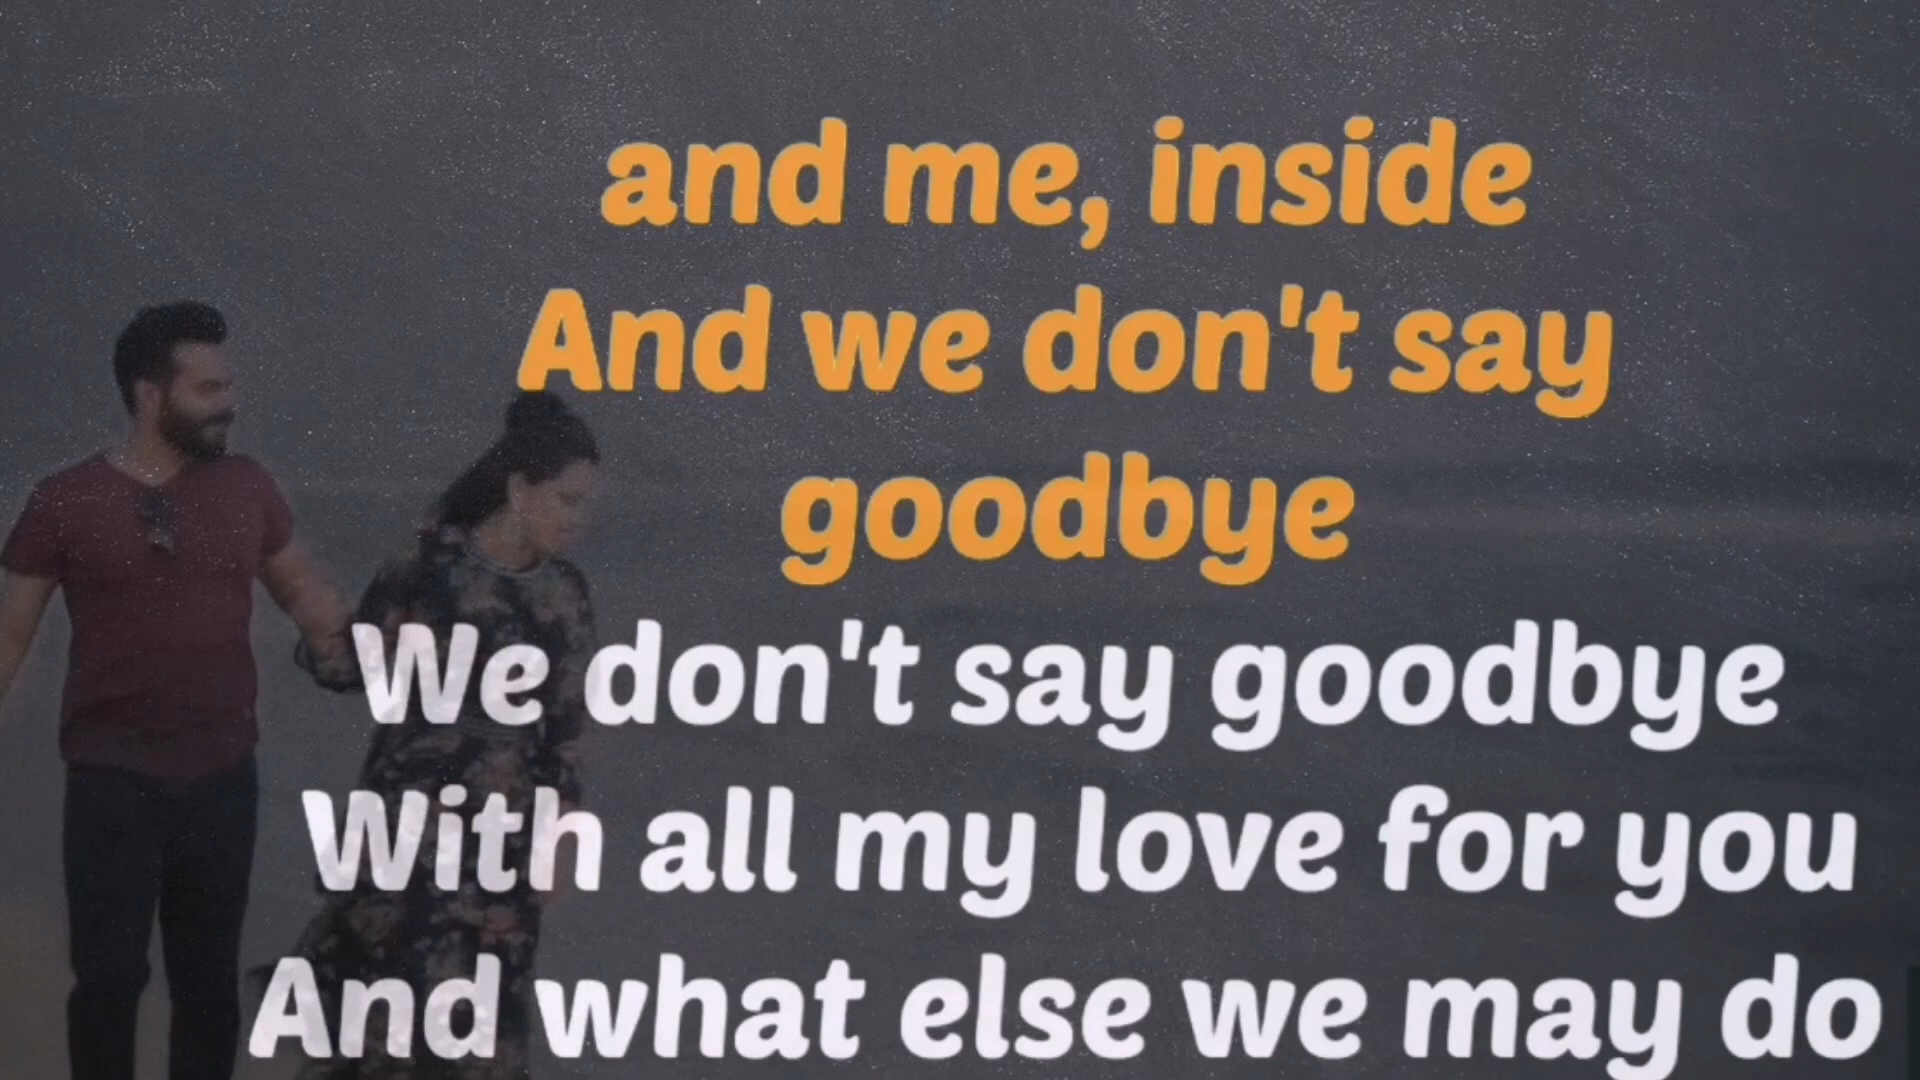 and me, inside
And we don't say
goodbye
We don't say goodbye
With all my love for you
And what else we may do